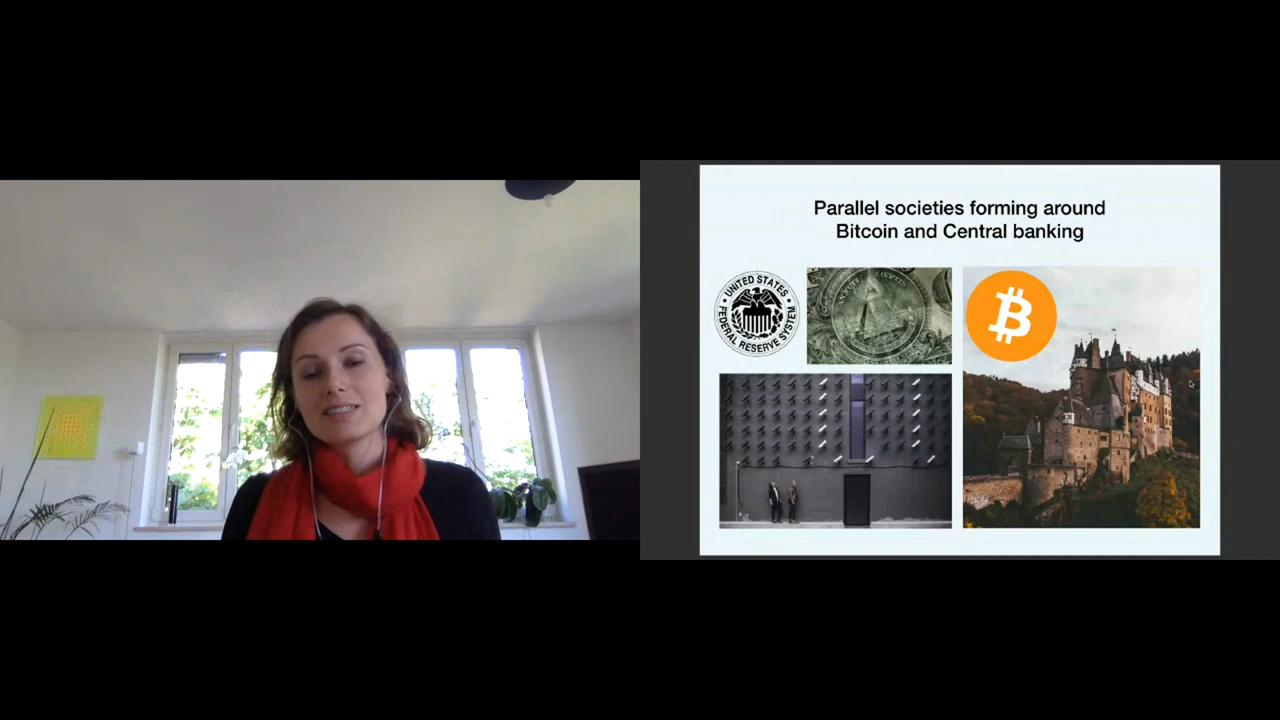 Parallel societies forming around
Bitcoin and Central banking
UNITED STATES
FEDERAL RESERVE SYSTEM